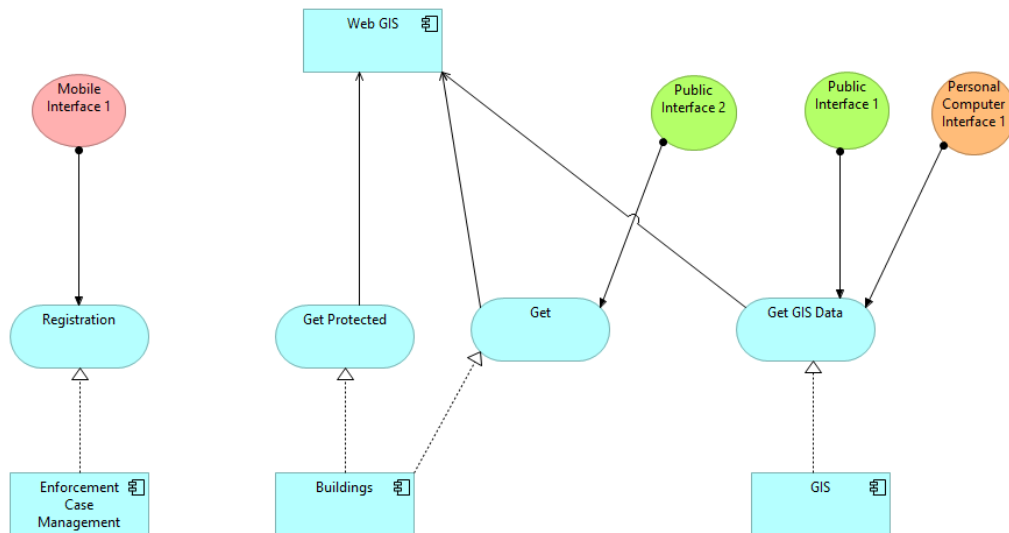 Web GIS
Mobile
Interface 1
Public
Interface 2
Public
Interface 1
Personal
Computer
Interface 1
Registration
Get Protected
Get
Get GIS Data
Enforcement
Case
Management
Buildings
GIS